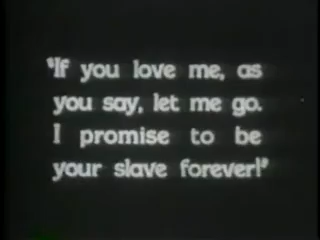 "If you love me, as
you say, let me go.
I promise to be
your slave forever!"